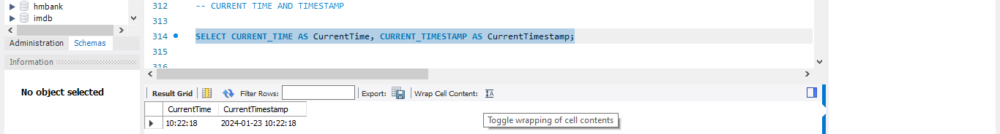 hmbank
imdb
Administration Schemas
Information
No object selected
312 -- CURRENT TIME AND TIMESTAMP
313
314 SELECT CURRENT_TIME AS CurrentTime, CURRENT_TIMESTAMP AS CurrentTimestamp;
315
316
Result Grid Filter Rows: Export: Wrap Cell Content:
CurrentTime CurrentTimestamp
10:22:18 2024-01-23 10:22:18
Toggle wrapping of cell contents